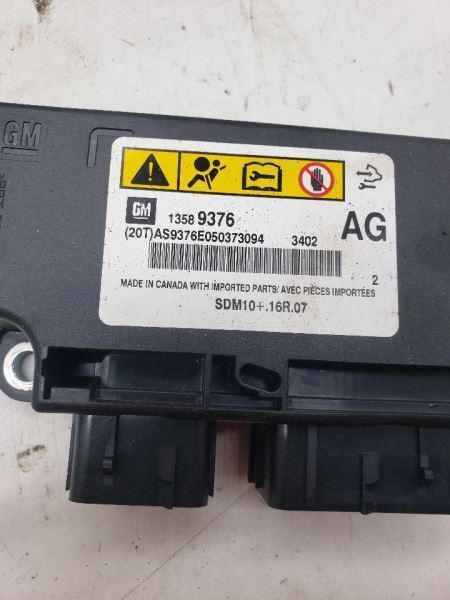 GM
GM 1358 9376
(20T)AS9376E050373094 3402
AG
2
MADE IN CANADA WITH IMPORTED PARTS/ AVEC PIÈCES IMPORTÉES
SDM10+.16R.07